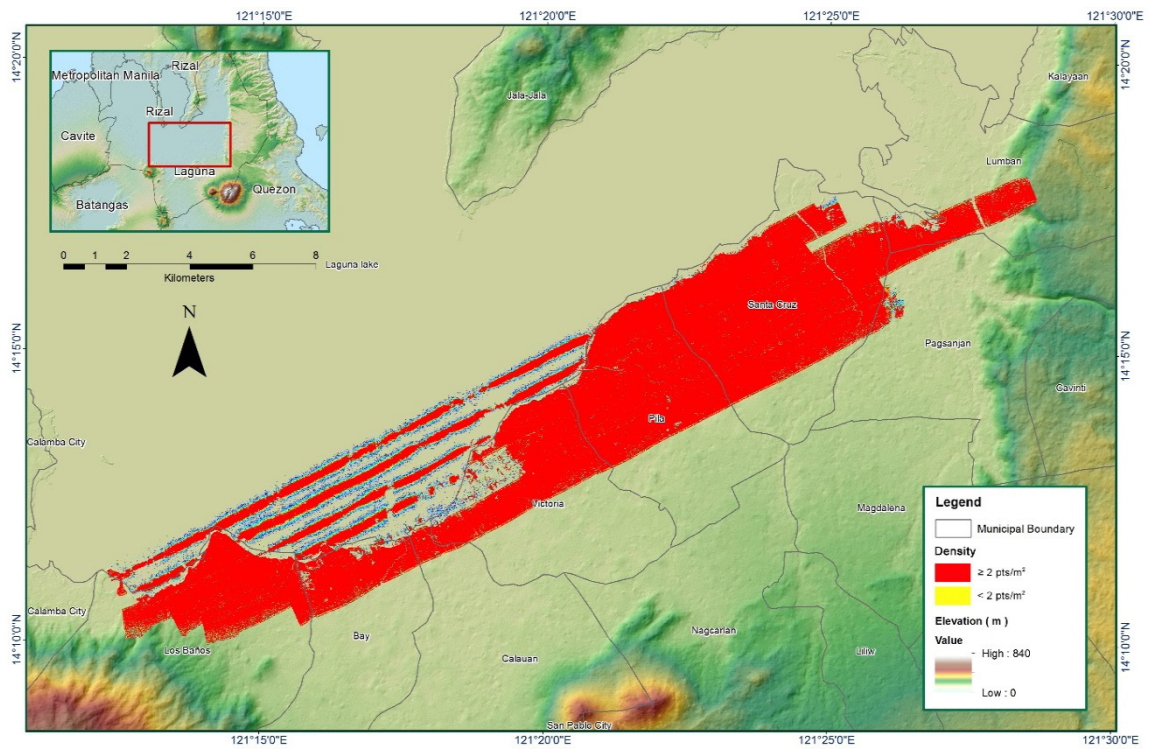 121°15'0"E 121°20'0"E 121°25'0"E 121°30'0"E
14°20'0"N
14°20'0"N
Rizal
Metropolitan Manila
Rizal
Cavite
Laguna
Quezon
Batangas
Jala-Jala
Kalayaan
Lumban
0 1 2 4 6 8
Kilometers
Laguna lake
N
Santa Cruz
Pagsanjan
14°15'0"N
14°15'0"N
Cavinti
Pila
Calamba City
Victoria
Magdalena
Legend
Municipal Boundary
Density
≥ 2 pts/m²
< 2 pts/m²
Elevation ( m )
Value
High : 840
Low : 0
Calamba City
14°10'0"N
14°10'0"N
Los Baños
Bay
Calauan
Nagcarlan
Liliw
San Pablo City
121°15'0"E 121°20'0"E 121°25'0"E 121°30'0"E